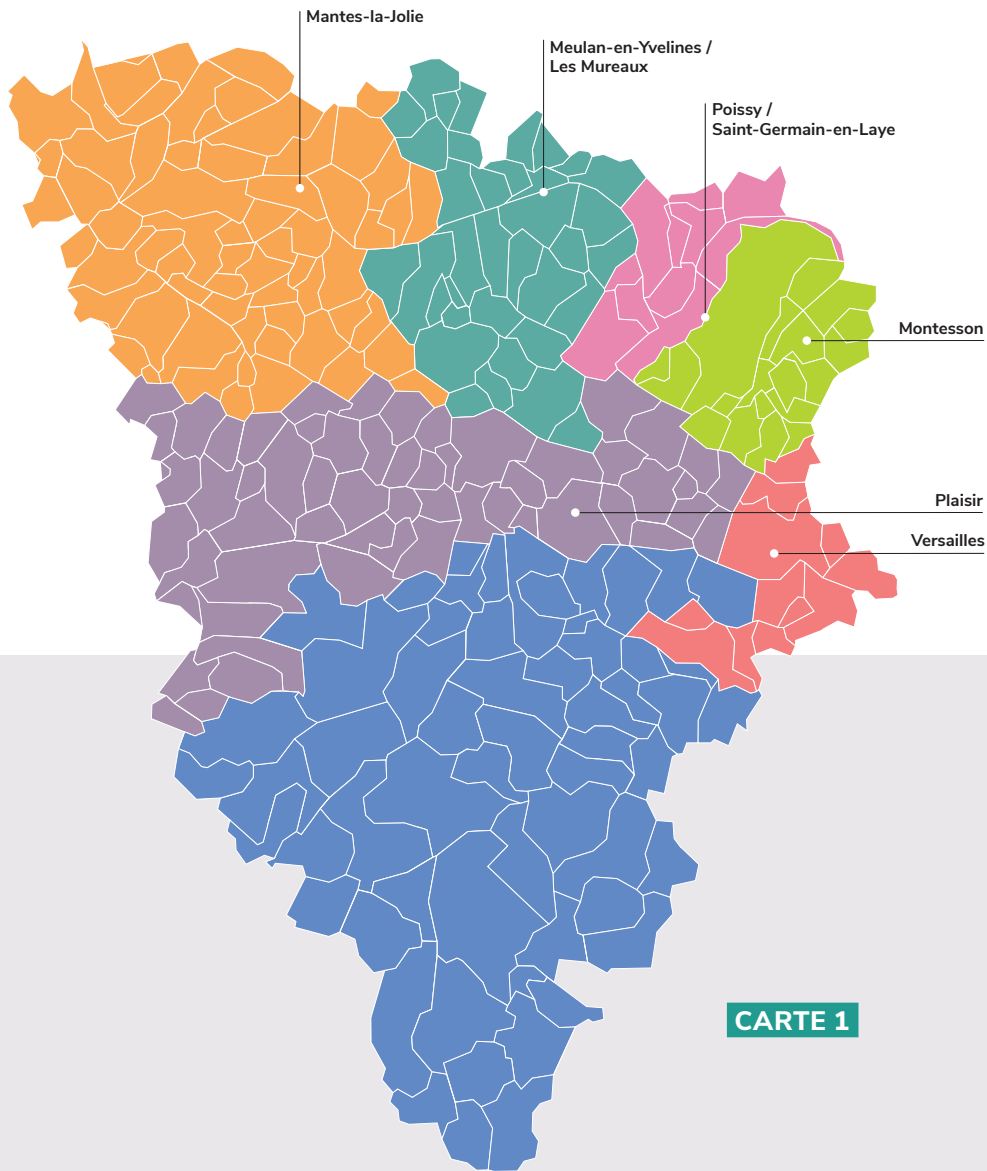 Mantes-la-Jolie
Meulan-en-Yvelines /
Les Mureaux
Poissy /
Saint-Germain-en-Laye
Montesson
Plaisir
Versailles
CARTE 1